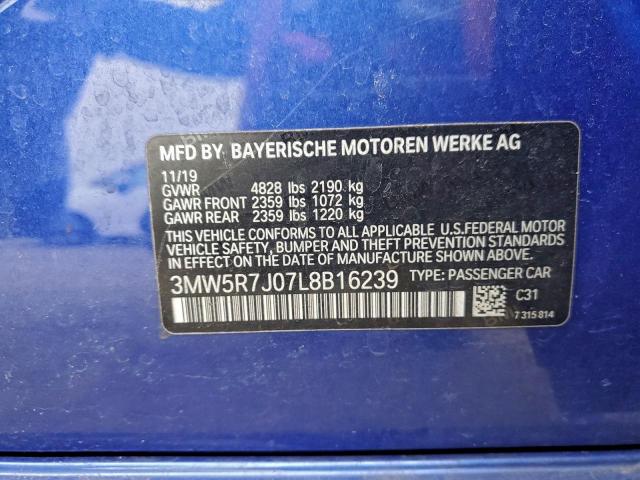 MFD BY BAYERISCHE MOTOREN WERKE AG
11/19
GVWR 4828 lbs 2190 kg
GAWR FRONT 2359 lbs 1072 kg
GAWR REAR 2359 lbs 1220 kg
THIS VEHICLE CONFORMS TO ALL APPLICABLE U.S.FEDERAL MOTOR
VEHICLE SAFETY, BUMPER AND THEFT PREVENTION STANDARDS IN
EFFECT ON THE DATE OF MANUFACTURE SHOWN ABOVE.
3MW5R7J07L8B16239 TYPE: PASSENGER CAR
C31
7 315 814